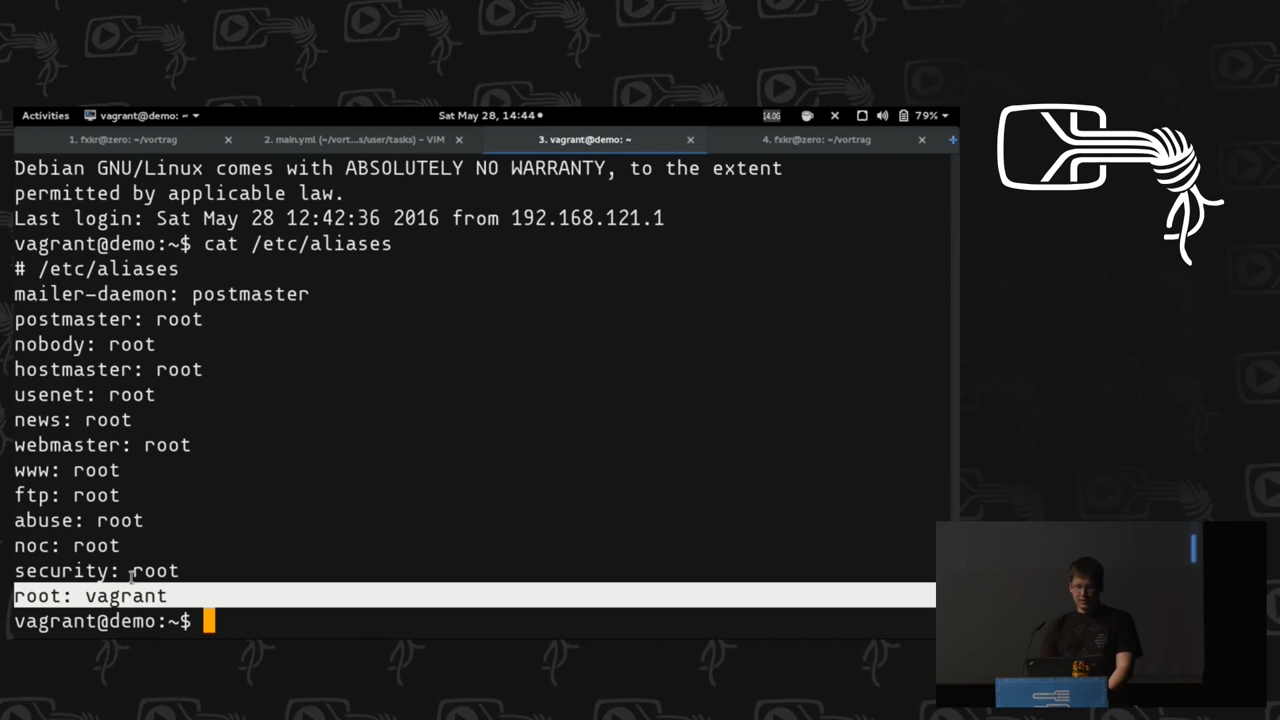 Activities vagrant@demo: ~ Sat May 28, 14:44 14.0G 79%
1. fxkr@zero: ~/vortrag 2. main.yml (~/vort...s/user/tasks) – VIM 3. vagrant@demo: ~ 4. fxkr@zero: ~/vortrag
Debian GNU/Linux comes with ABSOLUTELY NO WARRANTY, to the extent
permitted by applicable law.
Last login: Sat May 28 12:42:36 2016 from 192.168.121.1
vagrant@demo:~$ cat /etc/aliases
# /etc/aliases
mailer-daemon: postmaster
postmaster: root
nobody: root
hostmaster: root
usenet: root
news: root
webmaster: root
www: root
ftp: root
abuse: root
noc: root
security: root
root: vagrant
vagrant@demo:~$